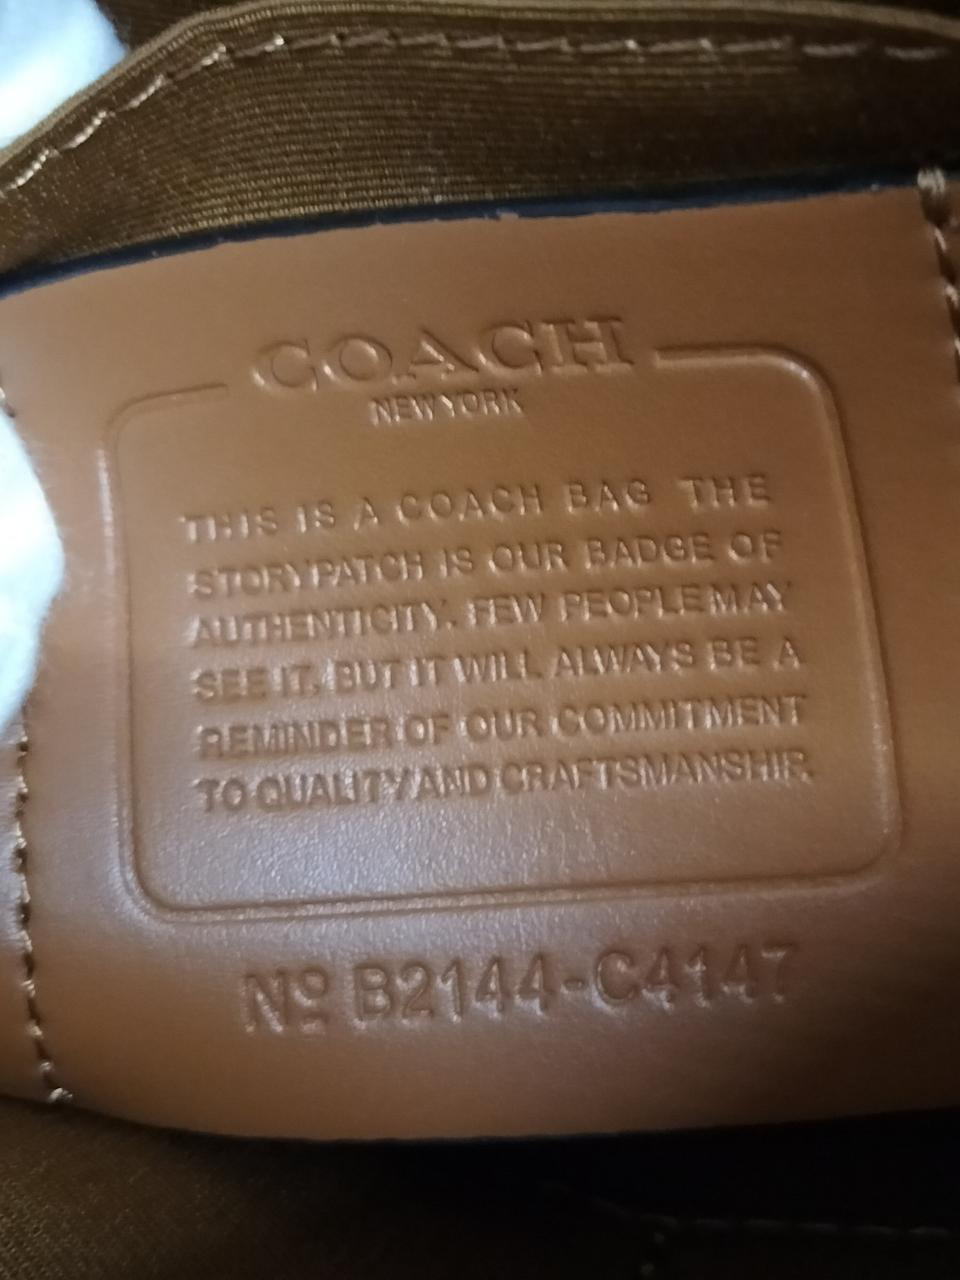 COACH
NEW YORK
THIS IS A COACH BAG THE
STORYPATCH IS OUR BADGE OF
AUTHENTICITY. FEW PEOPLE MAY
SEE IT, BUT IT WILL ALWAYS BE A
REMINDER OF OUR COMMITMENT
TO QUALITY AND CRAFTSMANSHIP.
Nº B2144-C4147